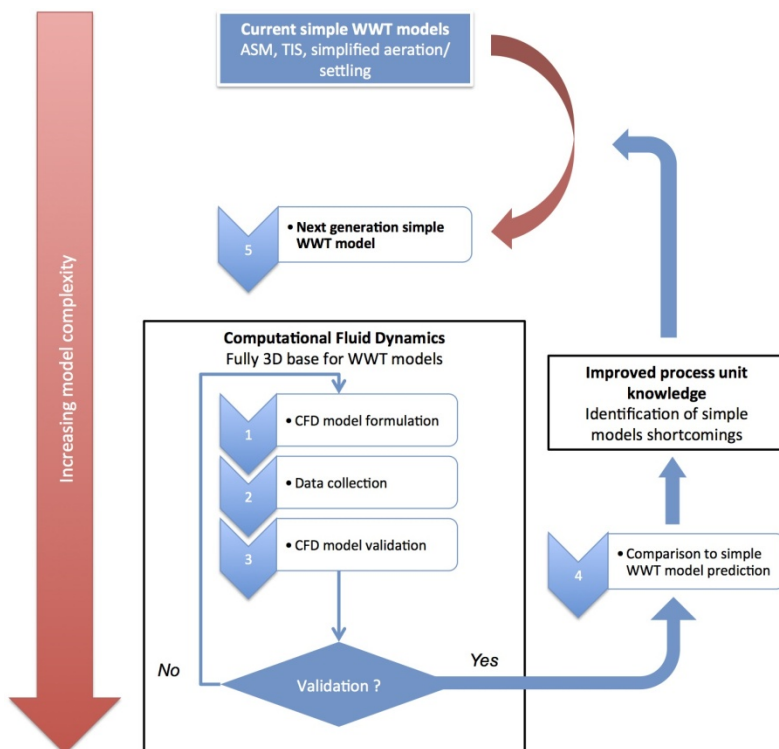 Current simple WWT models
ASM, TIS, simplified aeration/
settling
5
• Next generation simple
WWT model
Increasing model complexity
Computational Fluid Dynamics
Fully 3D base for WWT models
1
• CFD model formulation
2
• Data collection
3
• CFD model validation
No
Validation ?
Yes
4
• Comparison to simple
WWT model prediction
Improved process unit
knowledge
Identification of simple
models shortcomings